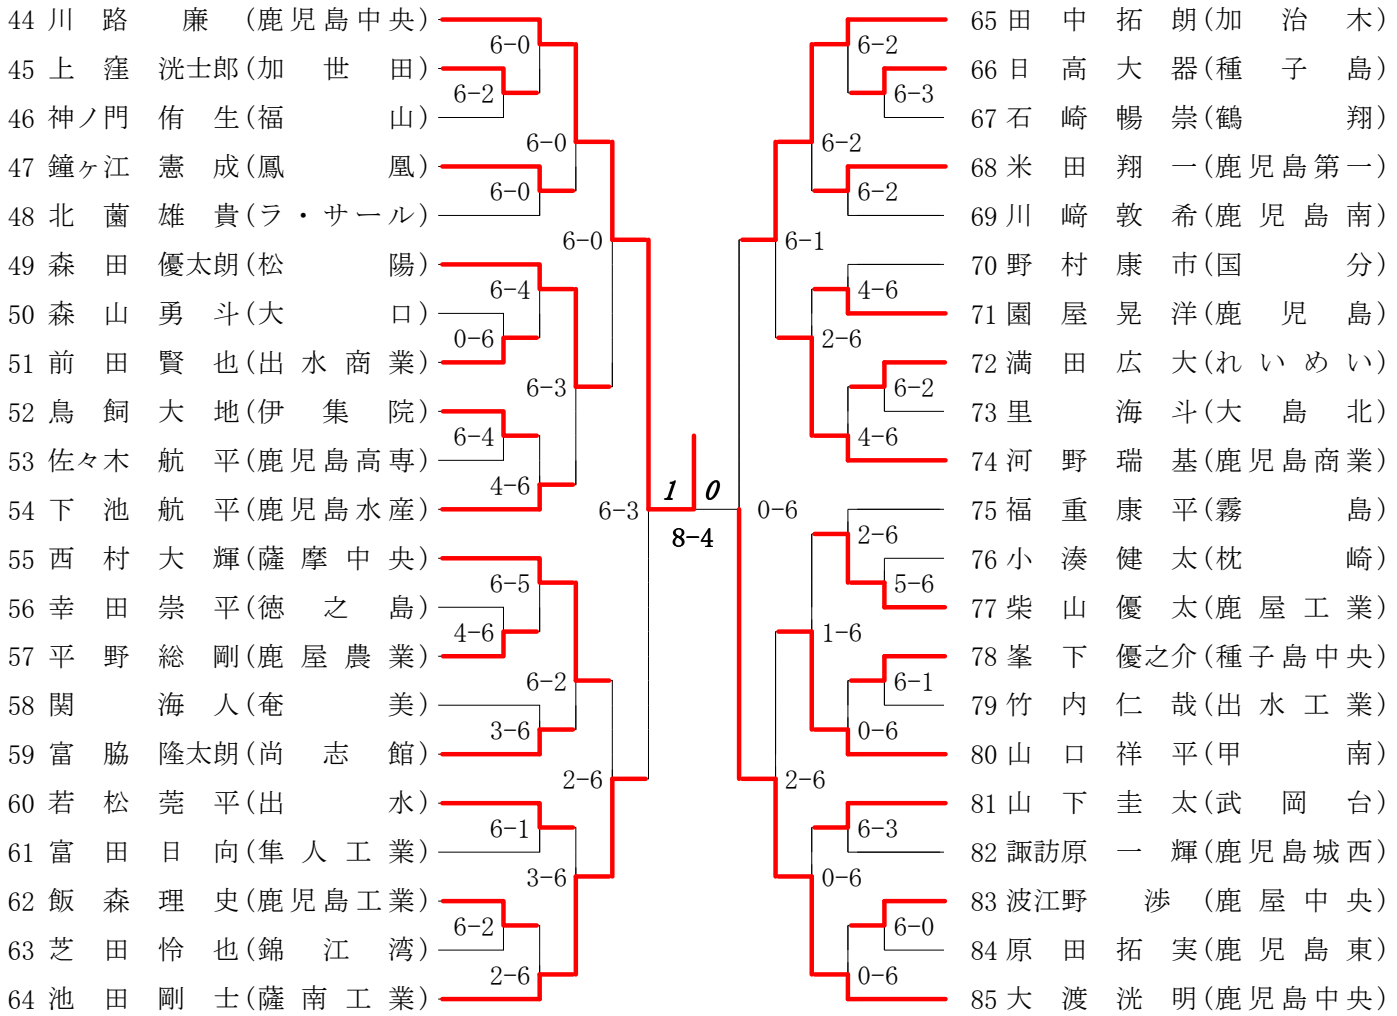 44 川路 廉 (鹿児島中央)
45 上窪 洸士郎 (加世田)
46 神ノ門 侑生 (福山)
47 鐘ヶ江 憲成 (鳳凰)
48 北薗 雄貴 (ラ・サール)
49 森田 優太朗 (松陽)
50 森山 勇斗 (大口)
51 前田 賢也 (出水商業)
52 鳥飼 大地 (伊集院)
53 佐々木 航平 (鹿児島高専)
54 下池 航平 (鹿児島水産)
55 西村 大輝 (薩摩中央)
56 幸田 崇平 (徳之島)
57 平野 総剛 (鹿屋農業)
58 関 海人 (奄美)
59 富脇 隆太朗 (尚志館)
60 若松 莞平 (出水)
61 富田 日向 (隼人工業)
62 飯森 理史 (鹿児島工業)
63 芝田 怜也 (錦江湾)
64 池田 剛士 (薩南工業)
6-0
6-2
6-0
6-0
6-0
6-4
0-6
6-3
6-4
4-6
6-3
6-5
4-6
6-2
3-6
2-6
6-1
3-6
6-2
2-6
1 0
8-4
6-2
6-3
6-2
6-2
6-1
4-6
2-6
6-2
4-6
0-6
2-6
5-6
1-6
6-1
0-6
2-6
6-3
0-6
6-0
0-6
65 田中 拓朗 (加治木)
66 日高 大器 (種子島)
67 石崎 暢崇 (鶴翔)
68 米田 翔一 (鹿児島第一)
69 川﨑 敦希 (鹿児島南)
70 野村 康市 (国分)
71 園屋 晃洋 (鹿児島)
72 満田 広大 (れいめい)
73 里 海斗 (大島北)
74 河野 瑞基 (鹿児島商業)
75 福重 康平 (霧島)
76 小湊 健太 (枕崎)
77 柴山 優太 (鹿屋工業)
78 峯下 優之介 (種子島中央)
79 竹内 仁哉 (出水工業)
80 山口 祥平 (甲南)
81 山下 圭太 (武岡台)
82 諏訪原 一輝 (鹿児島城西)
83 波江野 渉 (鹿屋中央)
84 原田 拓実 (鹿児島東)
85 大渡 洸明 (鹿児島中央)